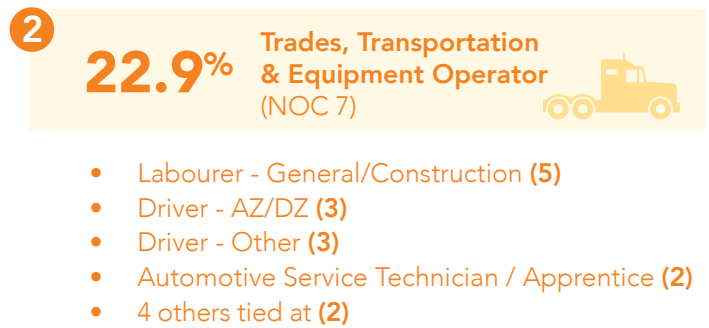 2
22.9%
Trades, Transportation
& Equipment Operator
(NOC 7)
• Labourer - General/Construction (5)
• Driver - AZ/DZ (3)
• Driver - Other (3)
• Automotive Service Technician / Apprentice (2)
• 4 others tied at (2)